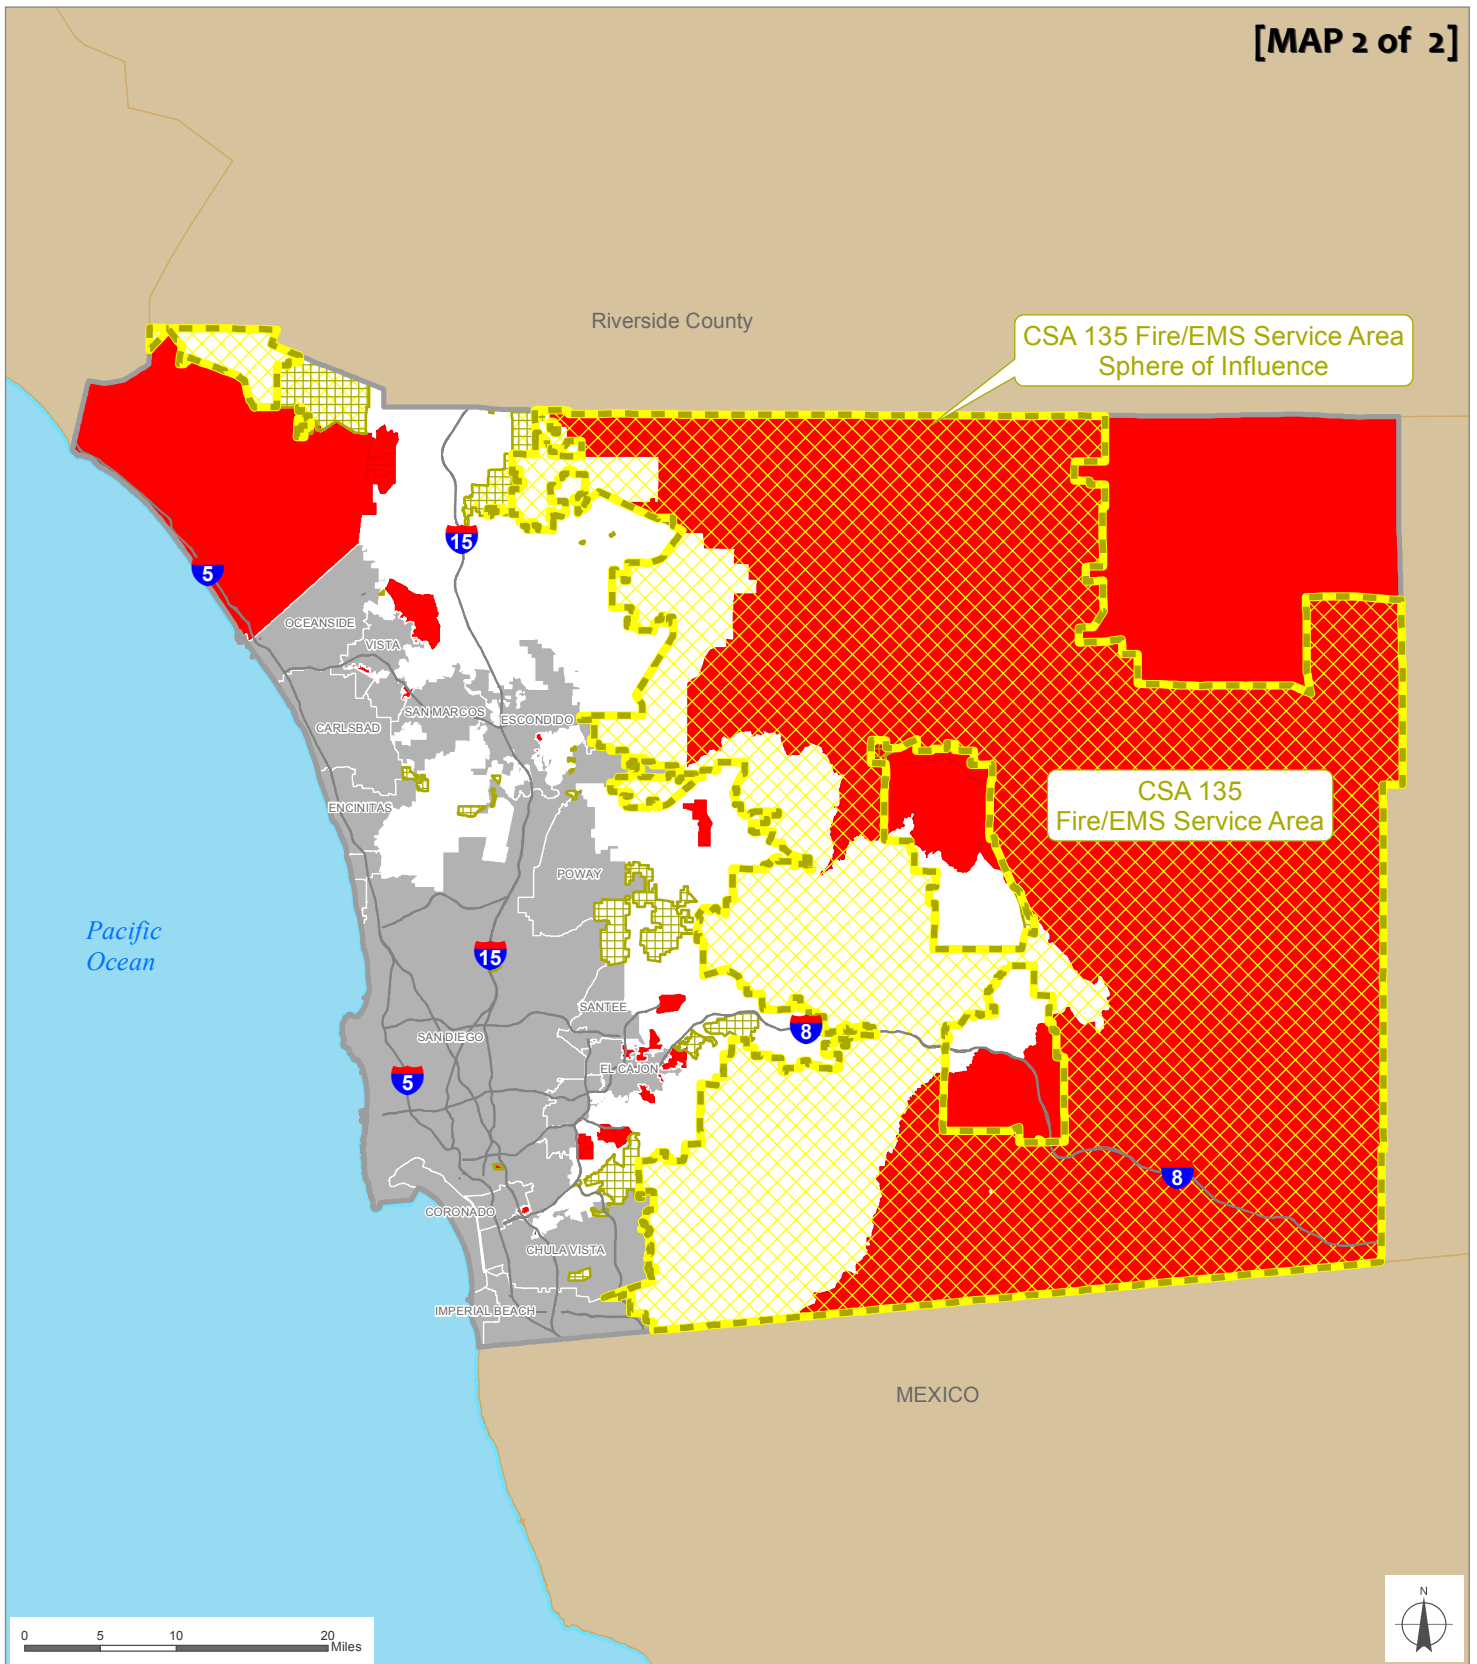 [MAP 2 of 2]
Riverside County
CSA 135 Fire/EMS Service Area
Sphere of Influence
15
5
OCEANSIDE
VISTA
SAN MARCOS
ESCONDIDO
CARLSBAD
CSA 135
Fire/EMS Service Area
ENCINITAS
POWAY
Pacific
Ocean
15
SANTEE
8
SAN DIEGO
EL CAJON
5
8
CORONADO
CHULA VISTA
IMPERIAL BEACH
MEXICO
N
0 5 10 20
Miles